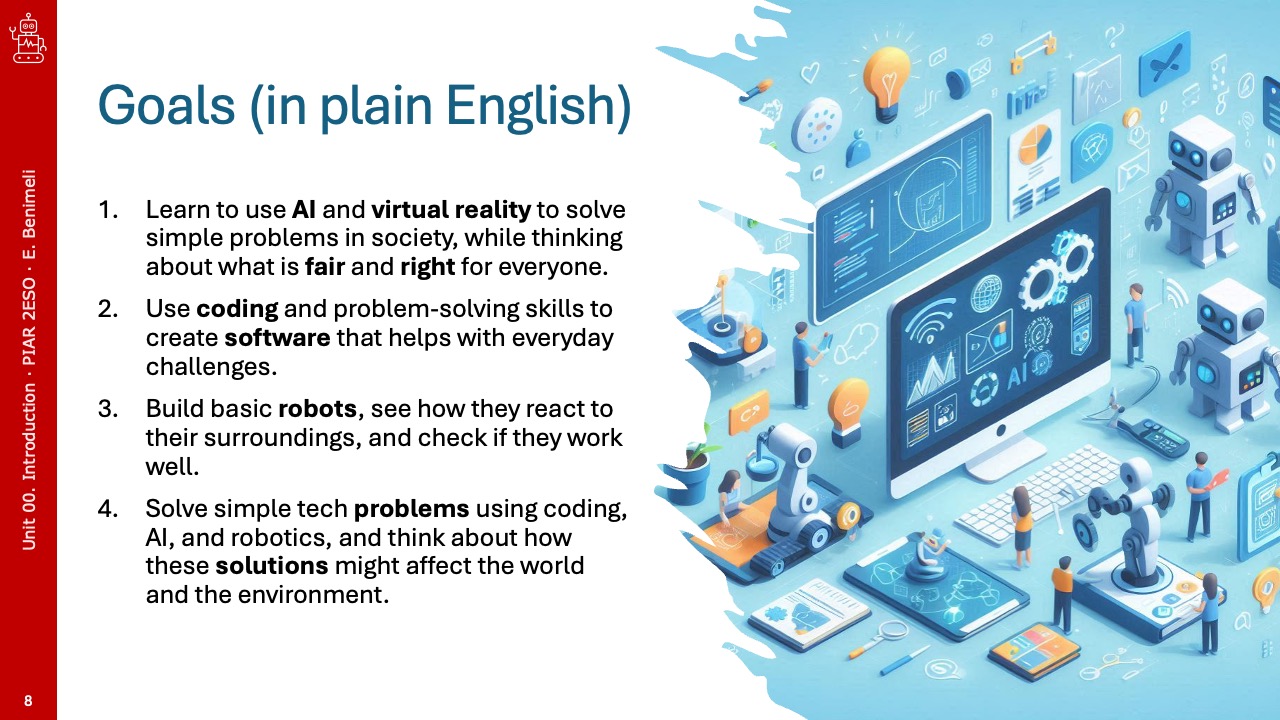 Goals (in plain English)
1. Learn to use AI and virtual reality to solve
simple problems in society, while thinking
about what is fair and right for everyone.
2. Use coding and problem-solving skills to
create software that helps with everyday
challenges.
3. Build basic robots, see how they react to
their surroundings, and check if they work
well.
4. Solve simple tech problems using coding,
AI, and robotics, and think about how
these solutions might affect the world
and the environment.
Unit 00. Introduction · PIAR 2ESO · E. Benimeli
8
AI